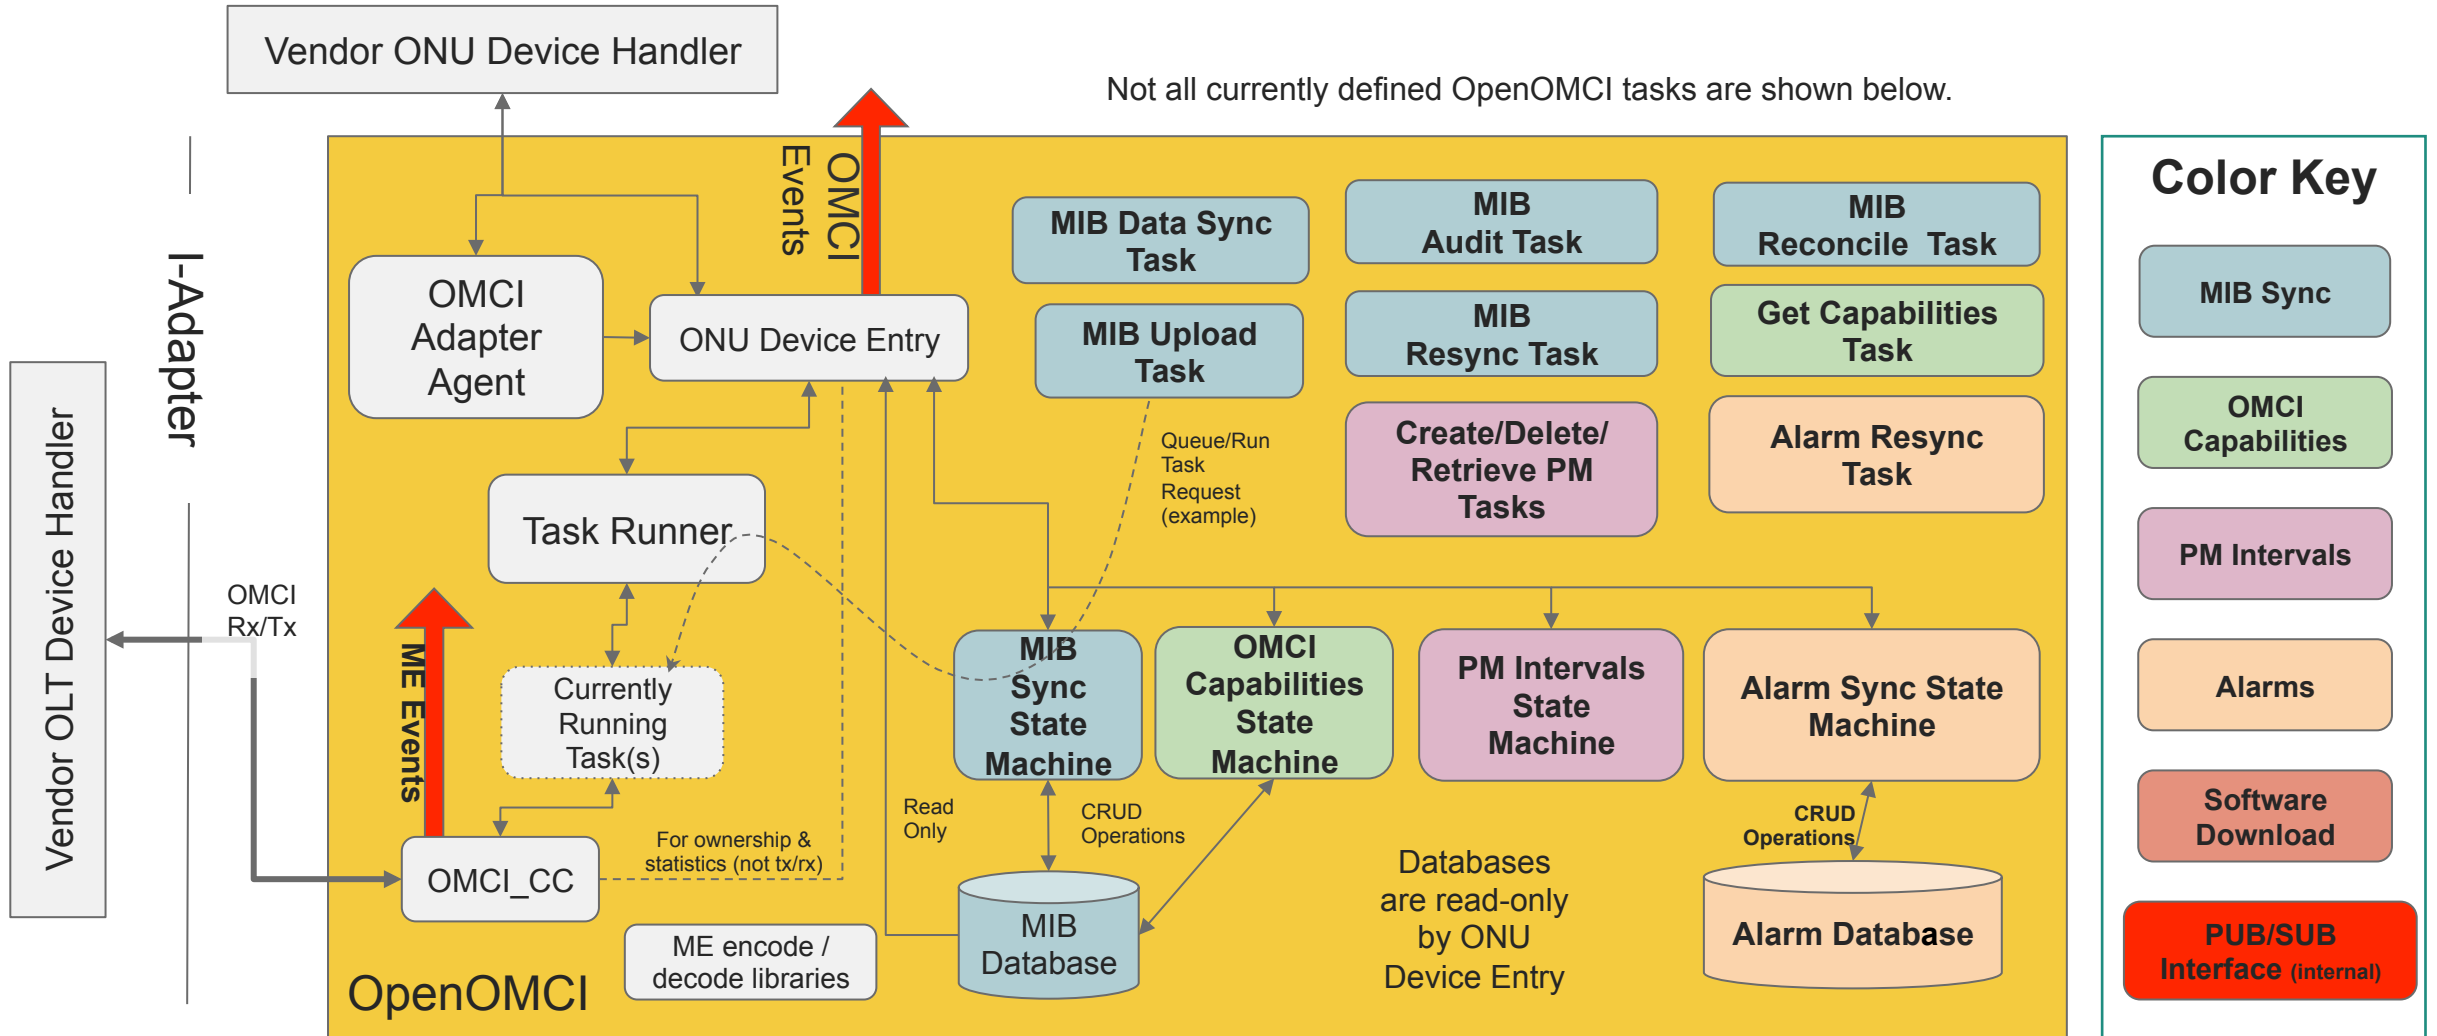 Vendor ONU Device Handler
Not all currently defined OpenOMCI tasks are shown below.
I-Adapter
Vendor OLT Device Handler
OMCI
Rx/Tx
OMCI
Events
OMCI
Adapter
Agent
ONU Device Entry
Task Runner
ME Events
Currently
Running
Task(s)
OMCI_CC
For ownership &
statistics (not tx/rx)
ME encode /
decode libraries
OpenOMCI
MIB Data Sync
Task
MIB
Audit Task
MIB
Reconcile Task
MIB Upload
Task
MIB
Resync Task
Get Capabilities
Task
Queue/Run
Task
Request
(example)
Create/Delete/
Retrieve PM
Tasks
Alarm Resync
Task
MIB
Sync
State
Machine
OMCI
Capabilities
State
Machine
PM Intervals
State
Machine
Alarm Sync State
Machine
Read
Only
CRUD
Operations
CRUD
Operations
MIB
Database
Databases
are read-only
by ONU
Device Entry
Alarm Database
Color Key
MIB Sync
OMCI
Capabilities
PM Intervals
Alarms
Software
Download
PUB/SUB
Interface (internal)